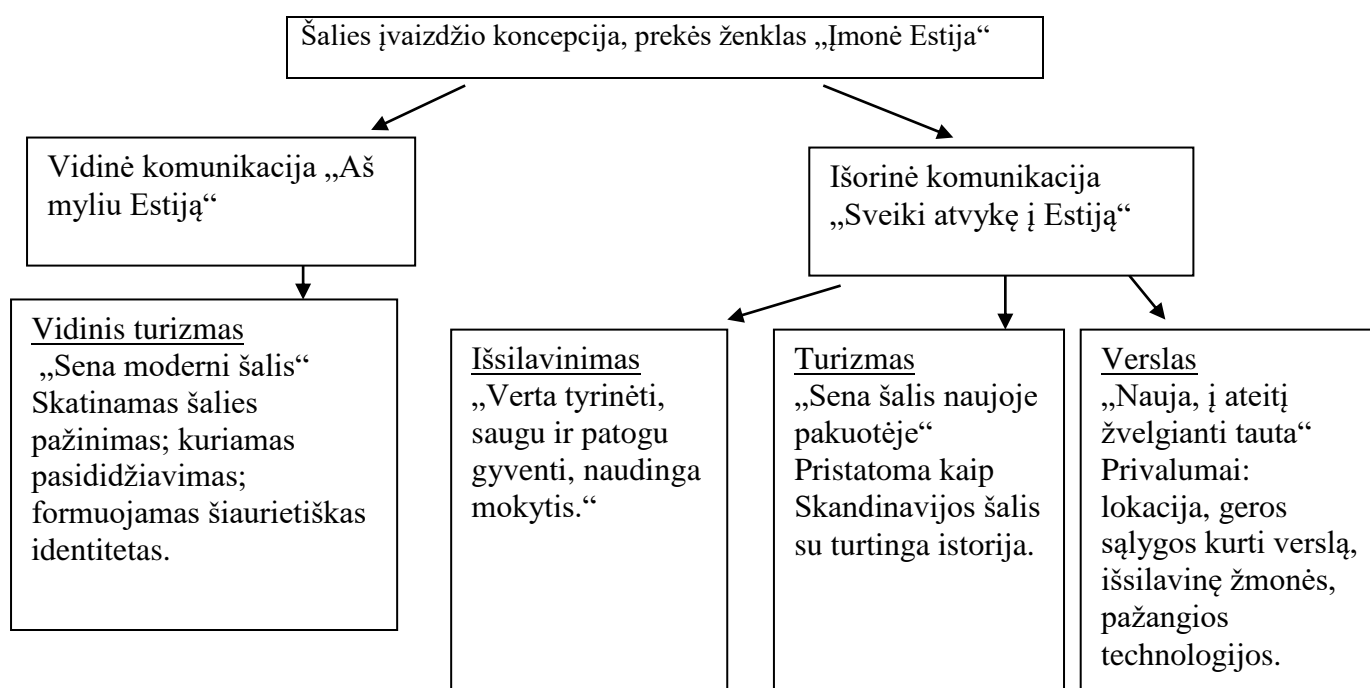 Šalies įvaizdžio koncepcija, prekės ženklas „Įmonė Estija“
Vidinė komunikacija „Aš
myliu Estiją“
Išorinė komunikacija
„Sveiki atvykę į Estiją“
Vidinis turizmas
„Sena moderni šalis“
Skatinamas šalies
pažinimas; kuriamas
pasididžiavimas;
formuojamas šiaurietiškas
identitetas.
Išsilavinimas
„Verta tyrinėti,
saugu ir patogu
gyventi, naudinga
mokytis.“
Turizmas
„Sena šalis naujoje
pakuotėje“
Pristatoma kaip
Skandinavijos šalis
su turtinga istorija.
Verslas
„Nauja, į ateitį
žvelgianti tauta“
Privalumai:
lokacija, geros
sąlygos kurti verslą,
išsilavinę žmonės,
pažangios
technologijos.